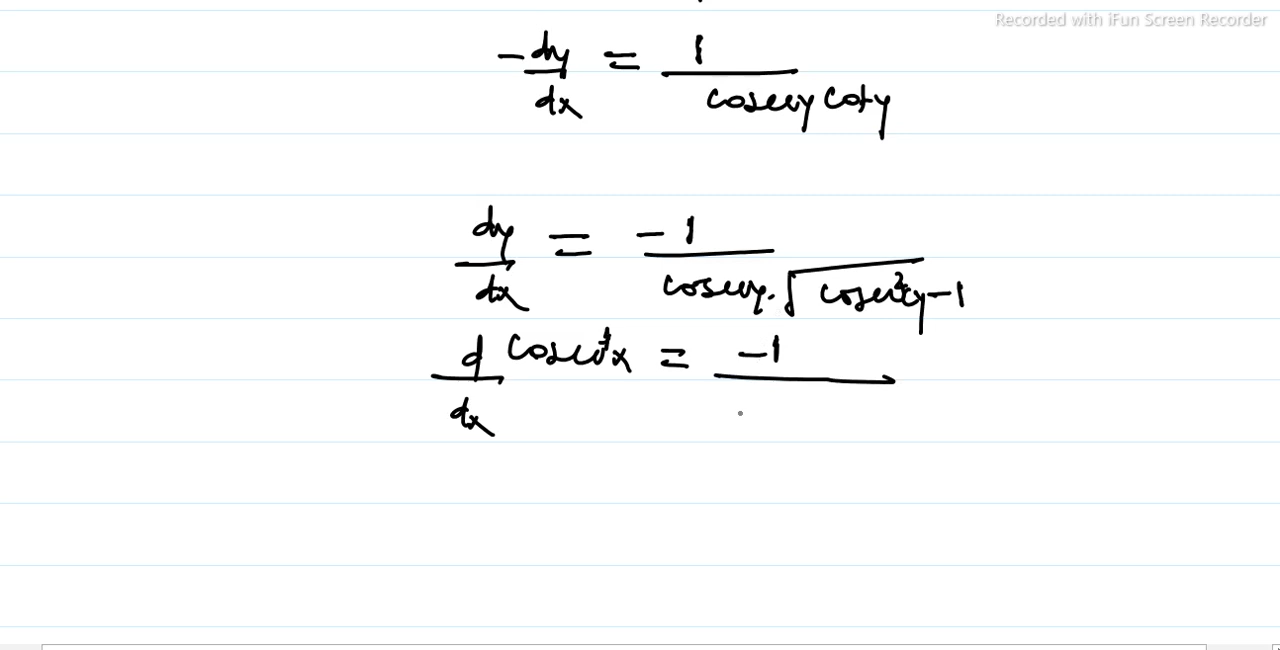 Recorded with iFun Screen Recorder
-dy/dx = 1/(cosecy coty)
dy/dx = -1/(cosecy.√(cosec²y-1))
d/dx cosec⁻¹x = -1/